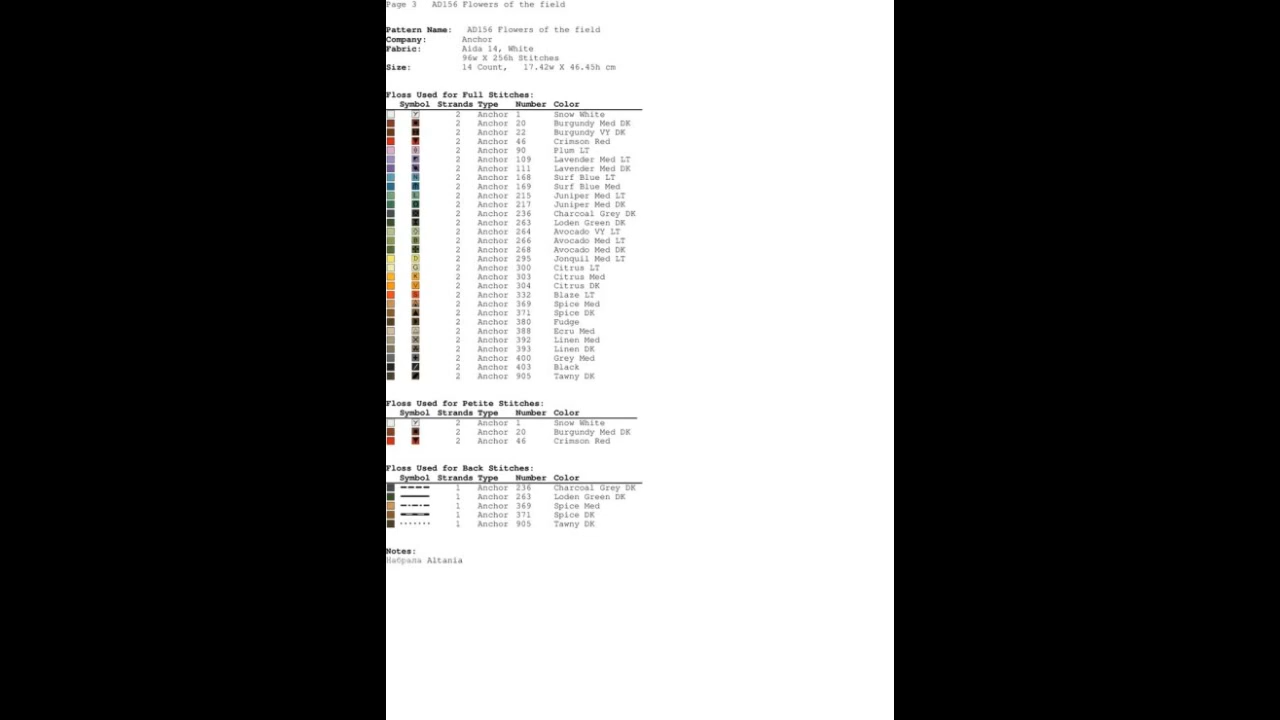 Page 3 AD156 Flowers of the field
Pattern Name: AD156 Flowers of the field
Company: Anchor
Fabric: Aida 14, White
96w X 256h Stitches
Size: 14 Count, 17.42w X 46.45h cm
Floss Used for Full Stitches:
Symbol Strands Type Number Color
2 Anchor 1 Snow White
2 Anchor 20 Burgundy Med DK
2 Anchor 22 Burgundy VY DK
2 Anchor 46 Crimson Red
2 Anchor 90 Plum LT
2 Anchor 109 Lavender Med LT
2 Anchor 111 Lavender Med DK
2 Anchor 168 Surf Blue LT
2 Anchor 169 Surf Blue Med
2 Anchor 215 Juniper Med LT
2 Anchor 217 Juniper Med DK
2 Anchor 236 Charcoal Grey DK
2 Anchor 263 Loden Green DK
2 Anchor 264 Avocado VY LT
2 Anchor 266 Avocado Med LT
2 Anchor 268 Avocado Med DK
D 2 Anchor 295 Jonquil Med LT
G 2 Anchor 300 Citrus LT
2 Anchor 303 Citrus Med
V 2 Anchor 304 Citrus DK
2 Anchor 332 Blaze LT
2 Anchor 369 Spice Med
2 Anchor 371 Spice DK
2 Anchor 380 Fudge
2 Anchor 388 Ecru Med
2 Anchor 392 Linen Med
2 Anchor 393 Linen DK
2 Anchor 400 Grey Med
2 Anchor 403 Black
2 Anchor 905 Tawny DK
Floss Used for Petite Stitches:
Symbol Strands Type Number Color
2 Anchor 1 Snow White
2 Anchor 20 Burgundy Med DK
2 Anchor 46 Crimson Red
Floss Used for Back Stitches:
Symbol Strands Type Number Color
1 Anchor 236 Charcoal Grey DK
1 Anchor 263 Loden Green DK
1 Anchor 369 Spice Med
1 Anchor 371 Spice DK
1 Anchor 905 Tawny DK
Notes:
Набрала Altania